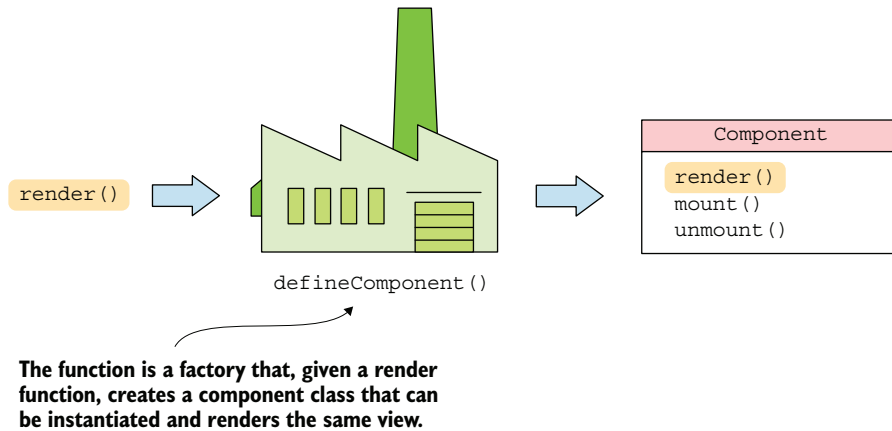 render()
defineComponent()
Component
render()
mount()
unmount()
The function is a factory that, given a render
function, creates a component class that can
be instantiated and renders the same view.